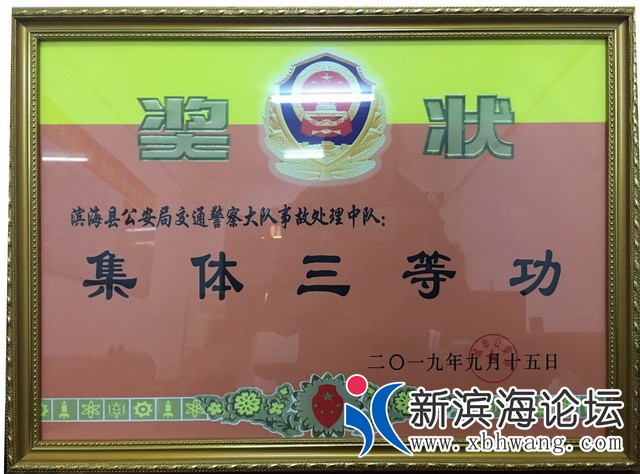 奖状
滨海县公安局交通警察大队事故处理中队：
集体三等功
二〇一九年九月十五日
新滨海论坛
www.xbhwang.com